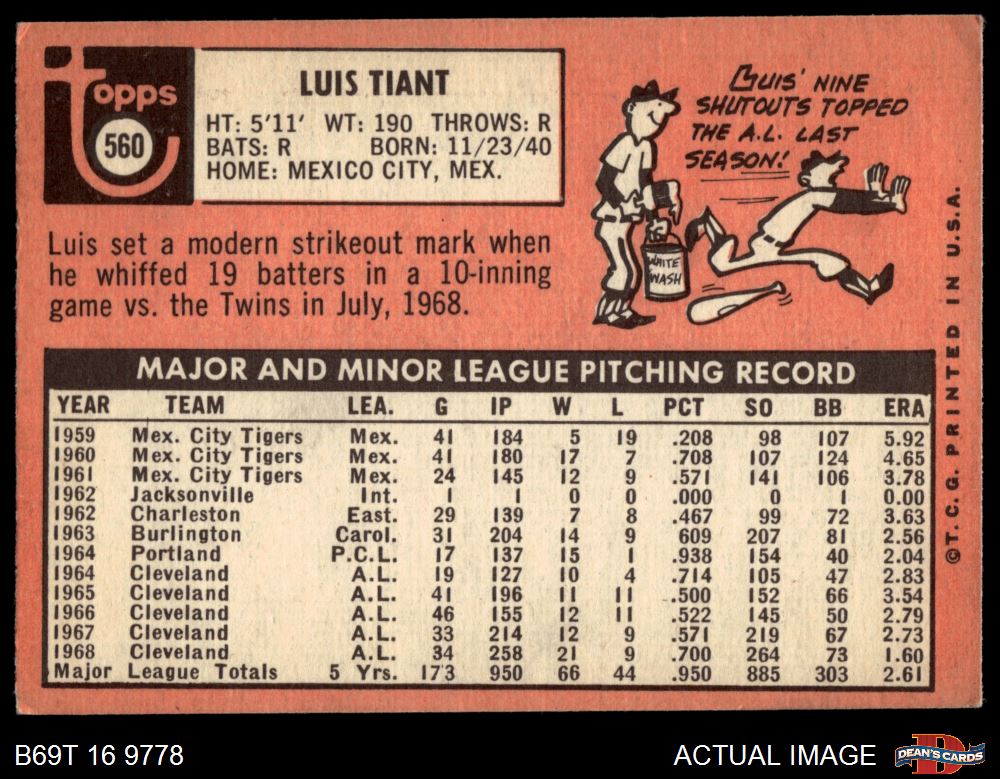 Topps
560
LUIS TIANT
HT: 5'11' WT: 190 THROWS: R
BATS: R BORN: 11/23/40
HOME: MEXICO CITY, MEX.
LUIS' NINE
SHUTOUTS TOPPED
THE A.L. LAST
SEASON!
WHITE
WASH
Luis set a modern strikeout mark when
he whiffed 19 batters in a 10-inning
game vs. the Twins in July, 1968.
MAJOR AND MINOR LEAGUE PITCHING RECORD
YEAR TEAM LEA. G IP W L PCT SO BB ERA
1959 Mex. City Tigers Mex. 41 184 5 19 .208 98 107 5.92
1960 Mex. City Tigers Mex. 41 180 17 7 .708 107 124 4.65
1961 Mex. City Tigers Mex. 24 145 12 9 .571 141 106 3.78
1962 Jacksonville Int. 1 1 0 0 .000 0 1 0.00
1962 Charleston East. 29 139 7 8 .467 99 72 3.63
1963 Burlington Carol. 31 204 14 9 609 207 81 2.56
1964 Portland P.C.L. 17 137 15 1 .938 154 40 2.04
1964 Cleveland A.L. 19 127 10 4 .714 105 47 2.83
1965 Cleveland A.L. 41 196 11 11 .500 152 66 3.54
1966 Cleveland A.L. 46 155 12 11 .522 145 50 2.79
1967 Cleveland A.L. 33 214 12 9 .571 219 67 2.73
1968 Cleveland A.L. 34 258 21 9 .700 264 73 1.60
Major League Totals 5 Yrs. 173 950 66 44 .950 885 303 2.61
©T.C.G. PRINTED IN U.S.A.
B69T 16 9778
ACTUAL IMAGE
DEAN'S CARDS